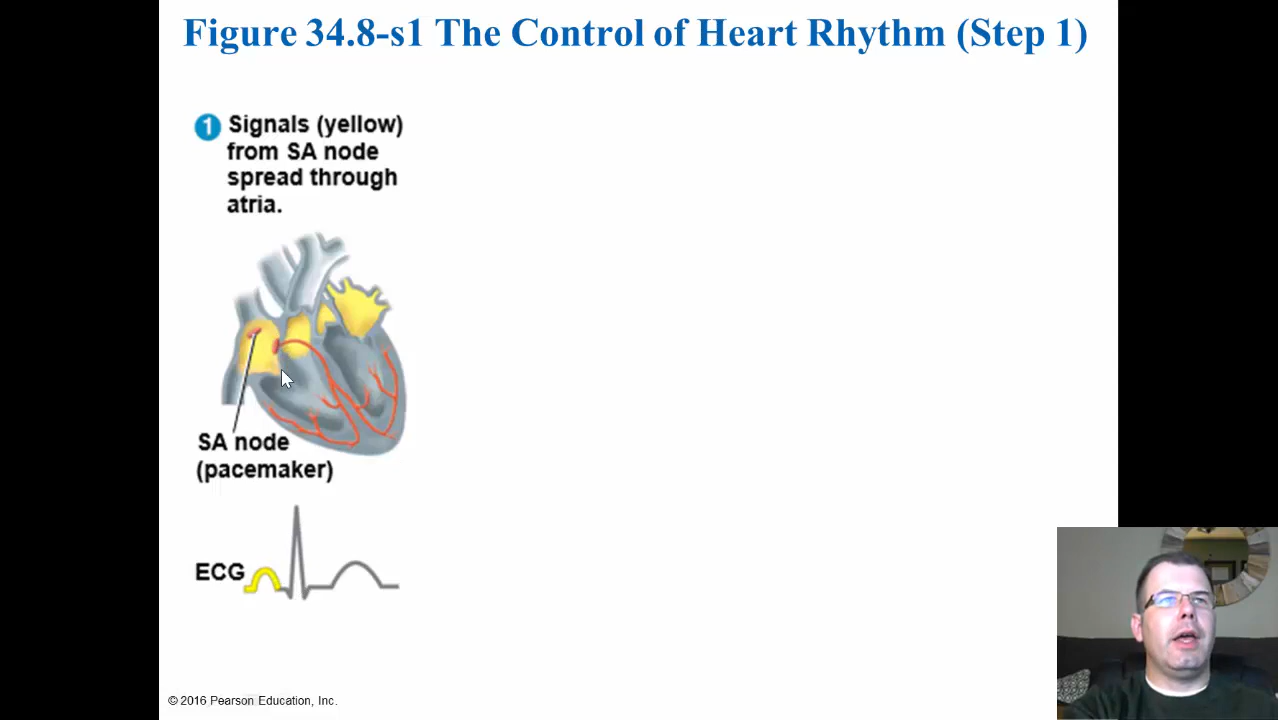 Figure 34.8-s1 The Control of Heart Rhythm (Step 1)
1 Signals (yellow)
from SA node
spread through
atria.
SA node
(pacemaker)
ECG
© 2016 Pearson Education, Inc.